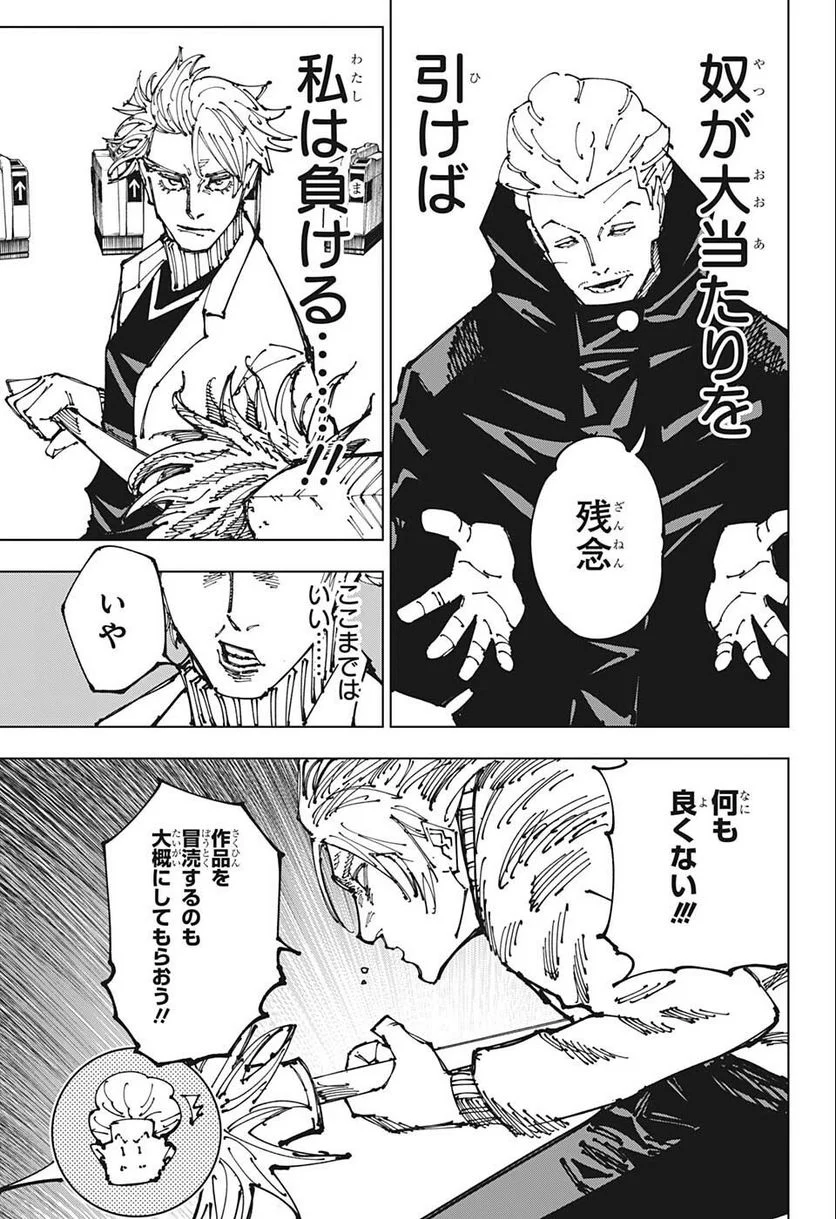 奴が大当たりを
引けば
残念
私は負ける………!!
ここまでは
いい……
いや
何も
良くない!!!
作品を
冒涜するのも
大概にしてもらおう!!